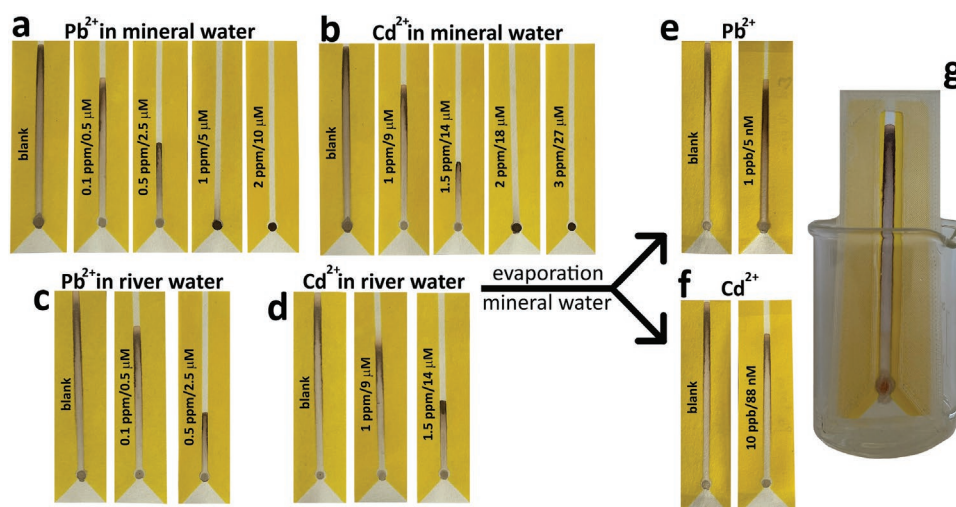 a
Pb²⁺ in mineral water
blank
0.1 ppm/0.5 µM
0.5 ppm/2.5 µM
1 ppm/5 µM
2 ppm/10 µM
b
Cd²⁺ in mineral water
blank
1 ppm/9 µM
1.5 ppm/14 µM
2 ppm/18 µM
3 ppm/27 µM
c
Pb²⁺ in river water
blank
0.1 ppm/0.5 µM
0.5 ppm/2.5 µM
d
Cd²⁺ in river water
blank
1 ppm/9 µM
1.5 ppm/14 µM
evaporation
mineral water
e
Pb²⁺
blank
1 ppb/5 nM
f
Cd²⁺
blank
10 ppb/88 nM
g